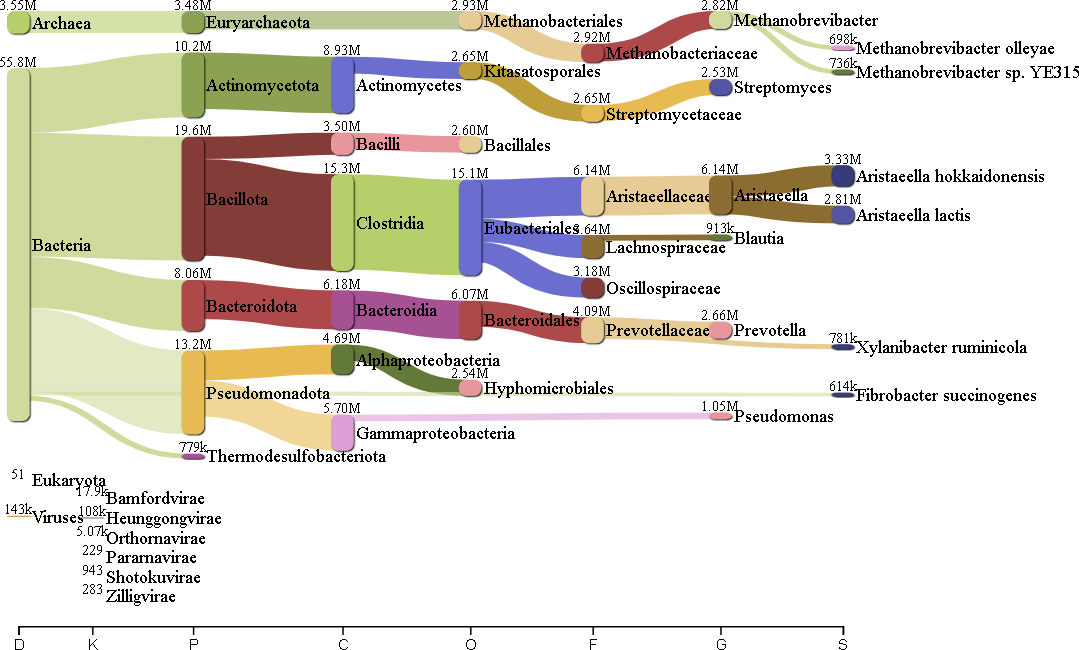 3.55M
Archaea
3.48M
Euryarchaeota
2.93M
Methanobacteriales
2.92M
Methanobacteriaceae
2.82M
Methanobrevibacter
698k
Methanobrevibacter olleyae
736k
Methanobrevibacter sp. YE315
55.8M
Bacteria
10.2M
Actinomycetota
8.93M
Actinomycetes
2.65M
Kitasatosporales
2.65M
Streptomycetaceae
2.53M
Streptomyces
19.6M
Bacillota
3.50M
Bacilli
2.60M
Bacillales
15.3M
Clostridia
15.1M
Eubacteriales
6.14M
Aristaeellaceae
6.14M
Aristaeella
3.33M
Aristaeella hokkaidonensis
2.81M
Aristaeella lactis
3.64M
Lachnospiraceae
913k
Blautia
3.18M
Oscillospiraceae
8.06M
Bacteroidota
6.18M
Bacteroidia
6.07M
Bacteroidales
4.09M
Prevotellaceae
2.66M
Prevotella
781k
Xylanibacter ruminicola
13.2M
Pseudomonadota
4.69M
Alphaproteobacteria
2.54M
Hyphomicrobiales
614k
Fibrobacter succinogenes
5.70M
Gammaproteobacteria
1.05M
Pseudomonas
779k
Thermodesulfobacteriota
51
Eukaryota
143k
Viruses
17.9k
Bamfordvirae
108k
Heunggongvirae
5.07k
Orthornavirae
229
Pararnavirae
943
Shotokuvirae
283
Zilligvirae
D K P C O F G S